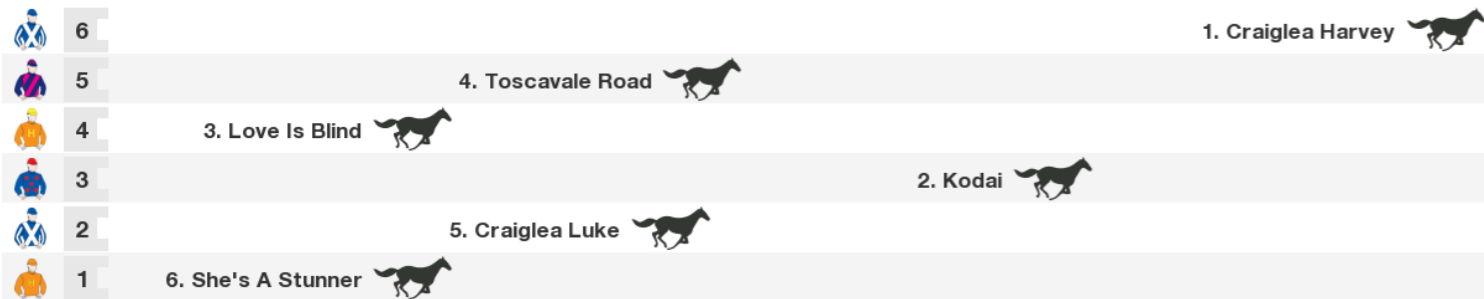 6 1. Craiglea Harvey
5 4. Toscavale Road
H 4 3. Love Is Blind
3 2. Kodai
2 5. Craiglea Luke
H 1 6. She's A Stunner